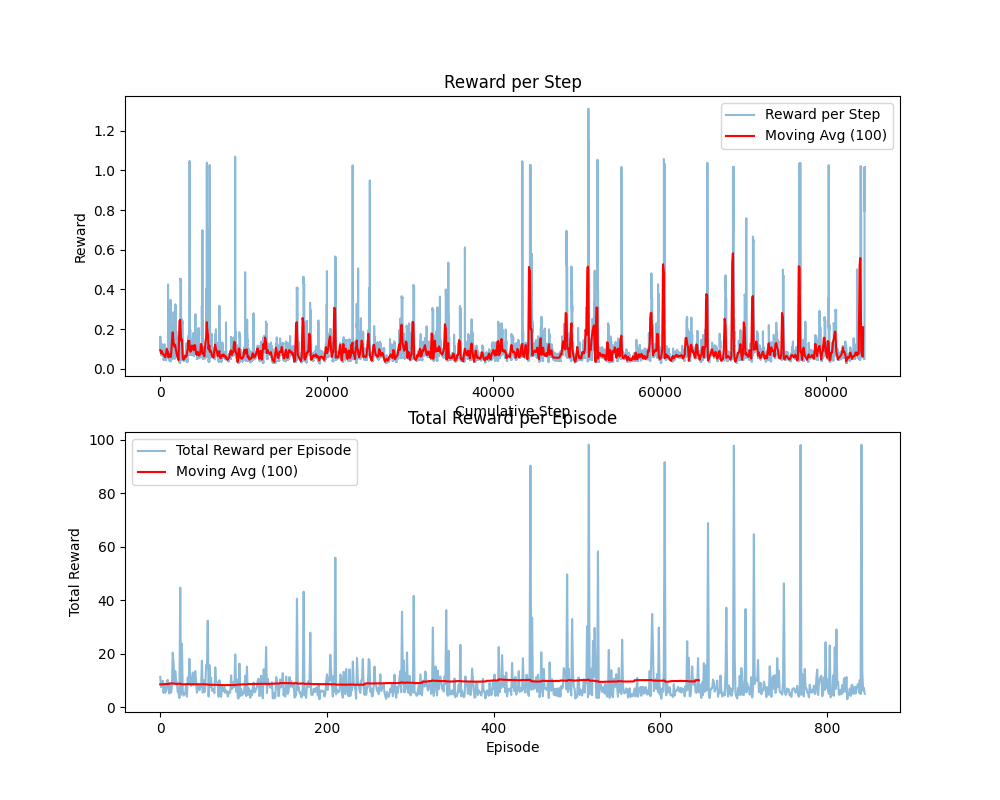 Reward per Step
Reward per Step
Moving Avg (100)
1.2
1.0
0.8
0.6
0.4
0.2
0.0
Reward
0
20000
40000
60000
80000
Cumulative Step
Total Reward per Episode
Total Reward per Episode
Moving Avg (100)
100
80
60
40
20
0
Total Reward
0
200
400
600
800
Episode